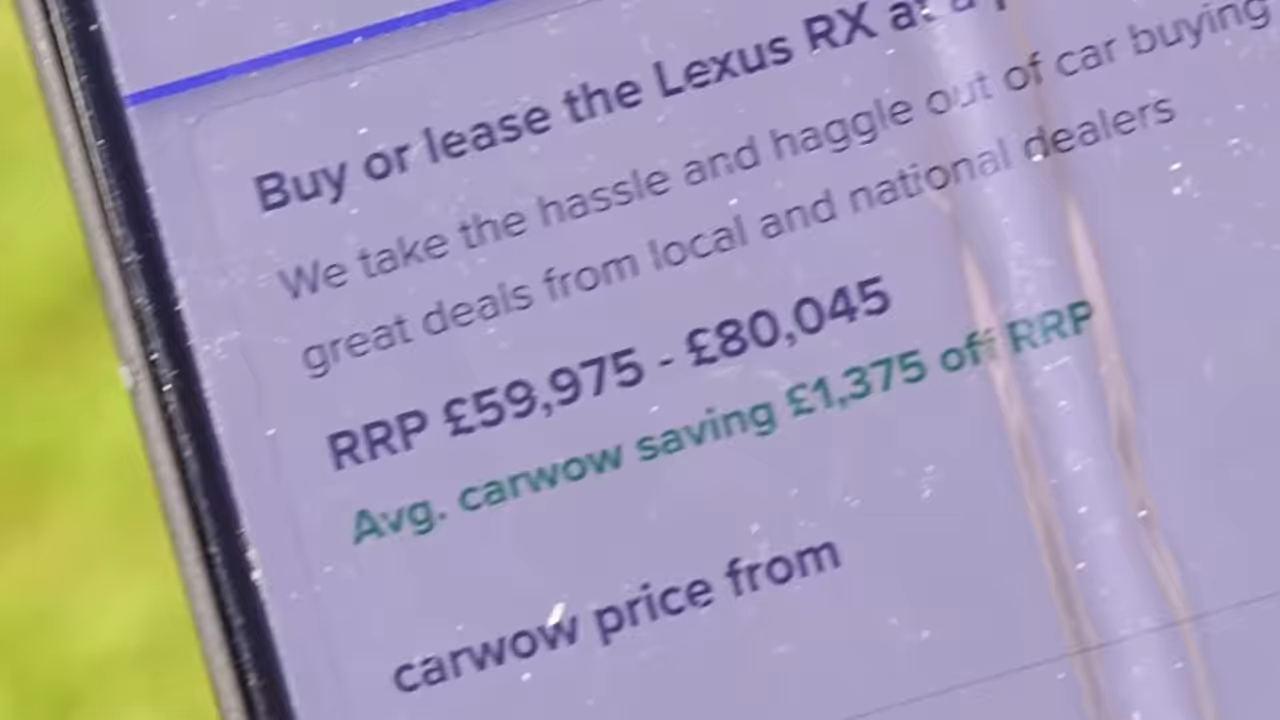 Buy or lease the Lexus RX at a
We take the hassle and haggle out of car buying
great deals from local and national dealers
RRP £59,975 - £80,045
Avg. carwow saving £1,375 off RRP
carwow price from